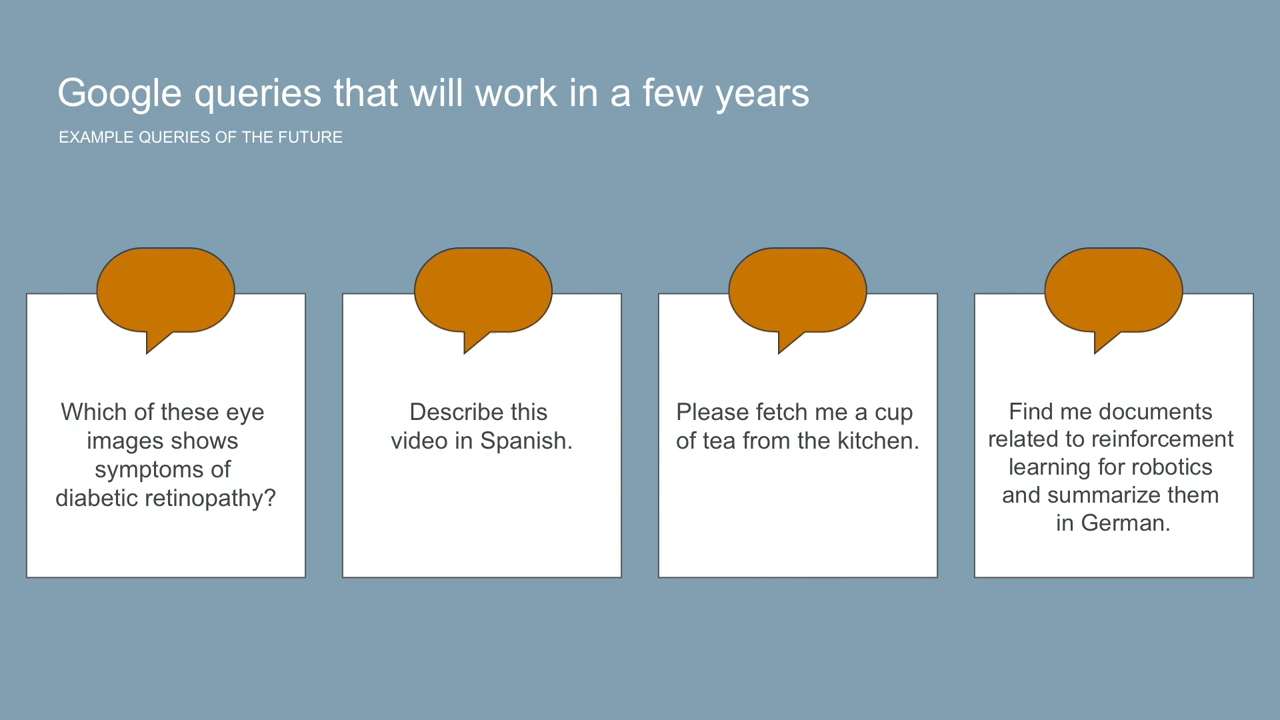 Google queries that will work in a few years
EXAMPLE QUERIES OF THE FUTURE
Which of these eye
images shows
symptoms of
diabetic retinopathy?
Describe this
video in Spanish.
Please fetch me a cup
of tea from the kitchen.
Find me documents
related to reinforcement
learning for robotics
and summarize them
in German.